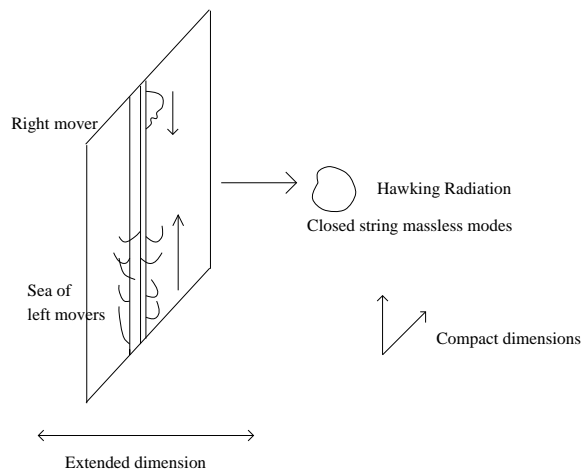 Right mover
Hawking Radiation
Closed string massless modes
Sea of
left movers
Compact dimensions
Extended dimension